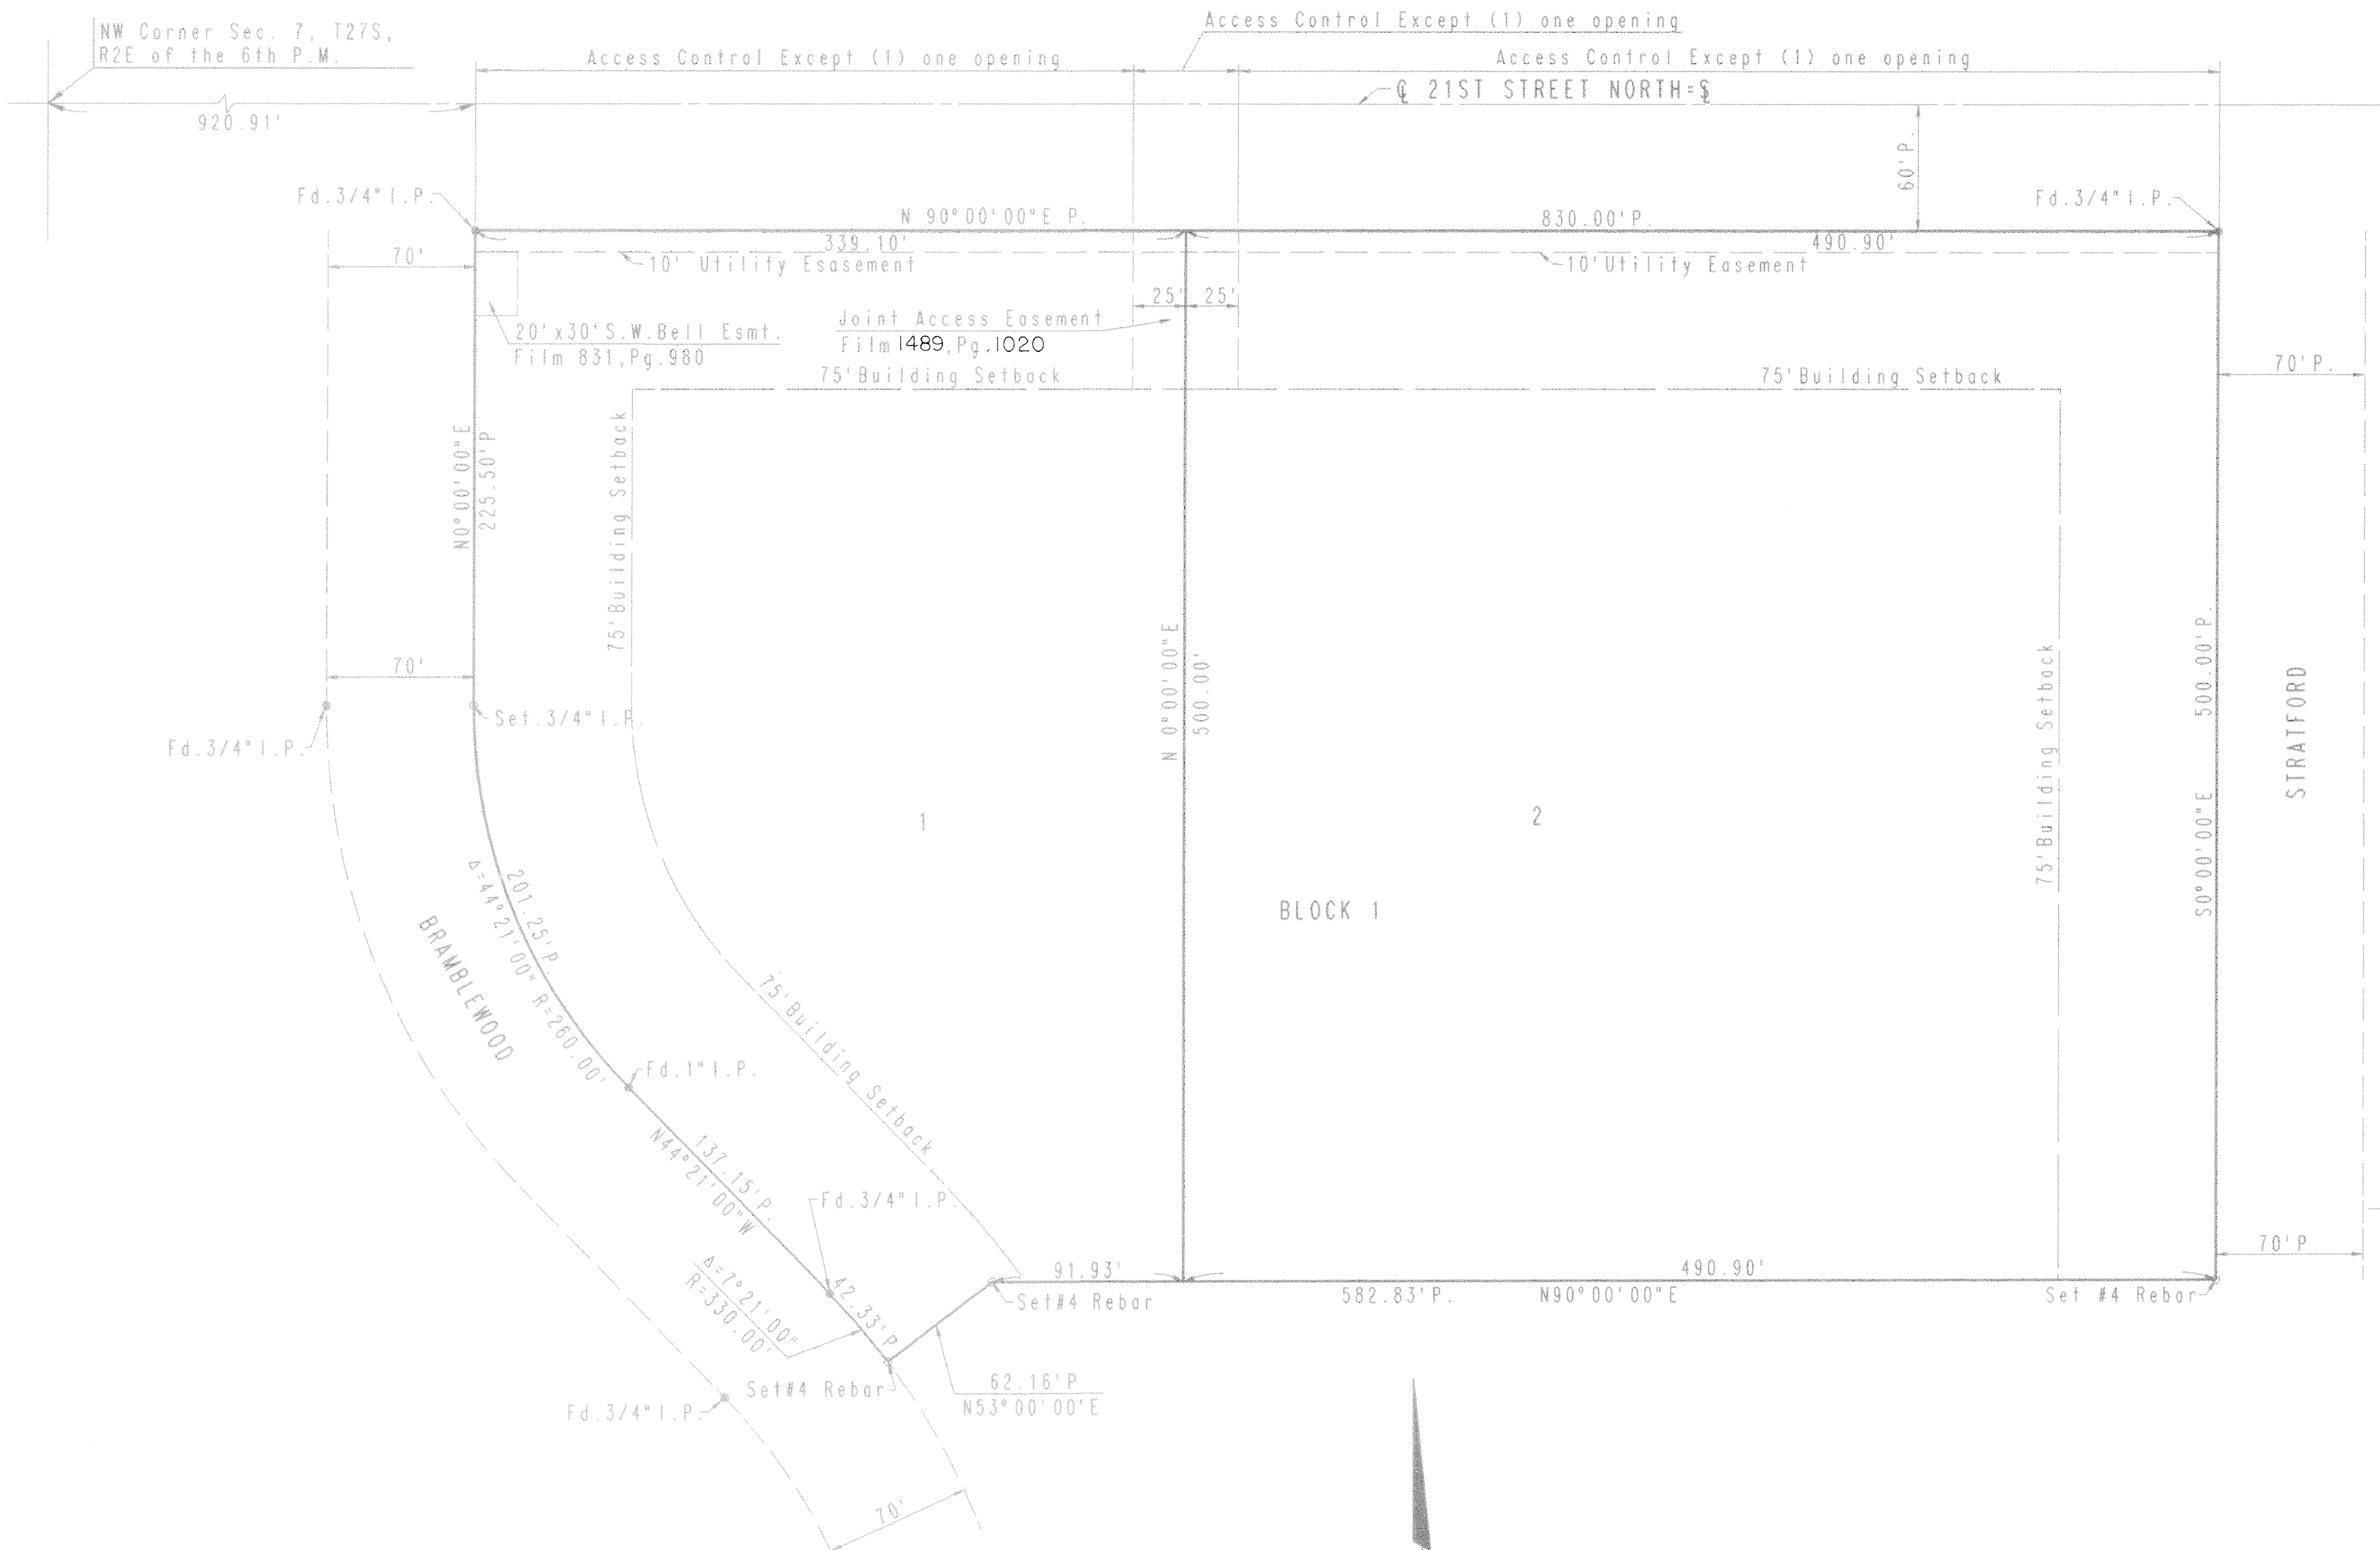 NW Corner Sec. 7, T27S,
R2E of the 6th P.M.
Access Control Except (1) one opening
Access Control Except (1) one opening
Access Control Except (1) one opening
℄ 21ST STREET NORTH=
920.91'
60'P.
Fd.3/4"I.P.
Fd.3/4"I.P.
N 90°00'00"E P.
830.00'P.
339.10'
490.90'
70'
10' Utility Esasement
10'Utility Easement
25'
25'
20'x30'S.W.Bell Esmt.
Film 831,Pg.980
Joint Access Easement
Film 1489,Pg.1020
75'Building Setback
75'Building Setback
70'P.
N0°00'00"E
225.50'P
75'Building Setback
N 0°00'00"E
500.00'
75'Building Setback
S0°00'00"E
500.00'P.
STRATFORD
70'
Set.3/4"I.P.
Fd.3/4"I.P.
1
2
BLOCK 1
201.25'P.
Δ=44°21'00" R=260.00'
BRAMBLEWOOD
75'Building Setback
Fd.1"I.P.
137.15'P.
N44°21'00"W
Fd.3/4"I.P.
Δ=7°21'00"
R=330.00'
42.33'P
91.93'
490.90'
70'P
Set#4 Rebar
582.83'P.
N90°00'00"E
Set #4 Rebar
Set#4 Rebar
62.16'P
N53°00'00'E
Fd.3/4"I.P.
70'